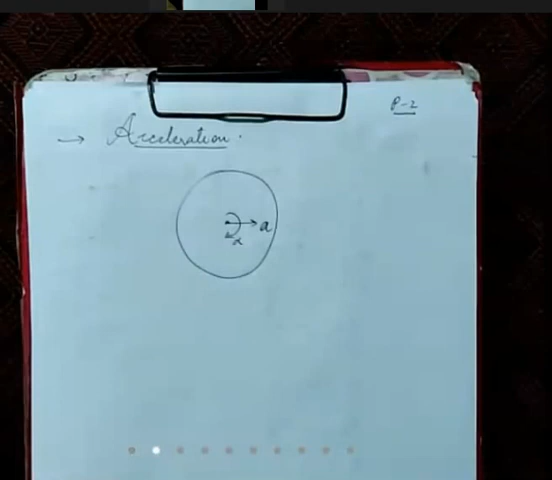 P-2
→ Acceleration.
a
α